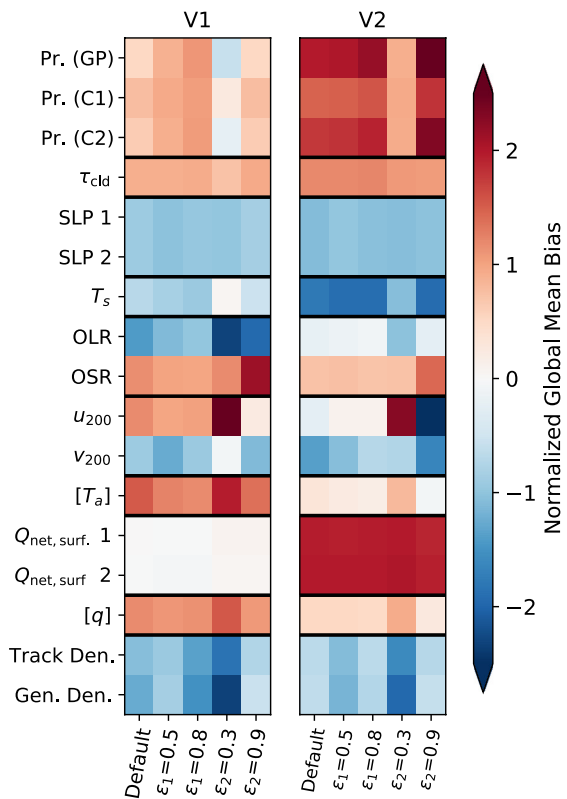 V1 V2
Pr. (GP)
Pr. (C1)
Pr. (C2)
τcld
SLP 1
SLP 2
Ts
OLR
OSR
u200
v200
[Ta]
Qnet,surf. 1
Qnet,surf 2
[q]
Track Den.
Gen. Den.
Default
ε1=0.5
ε1=0.8
ε2=0.3
ε2=0.9
Default
ε1=0.5
ε1=0.8
ε2=0.3
ε2=0.9
2
1
0
−1
−2
Normalized Global Mean Bias